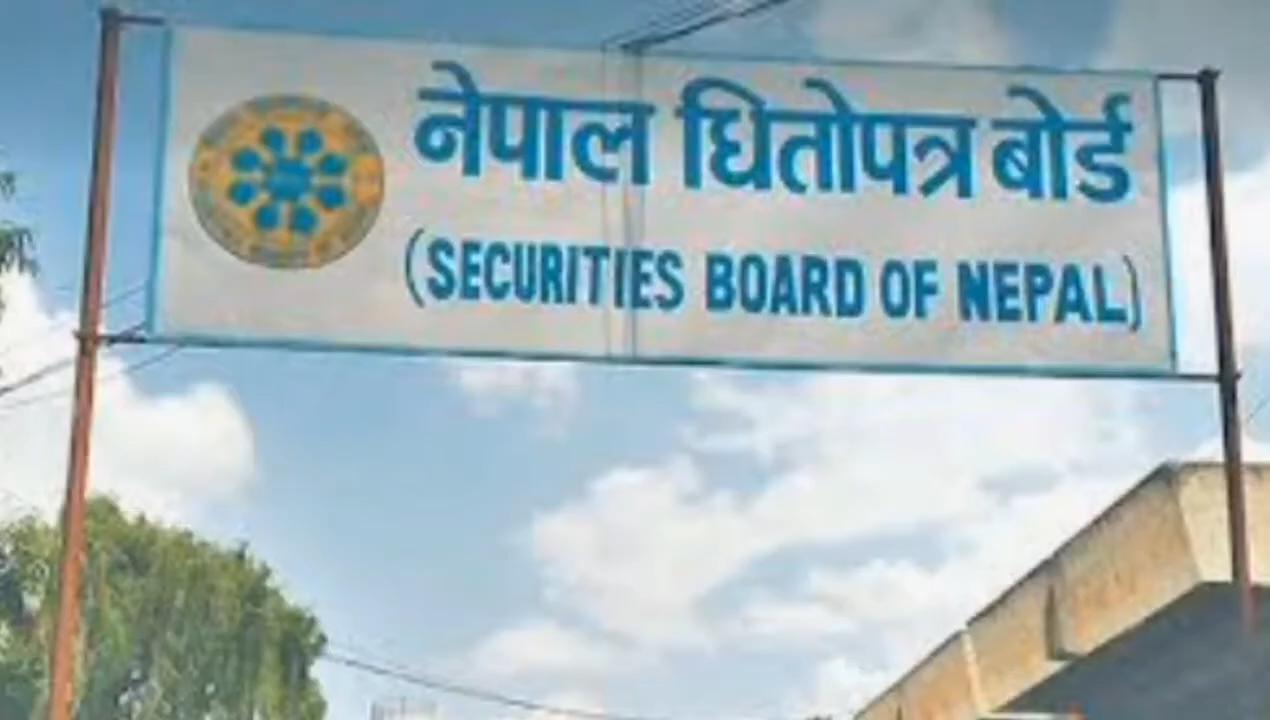 नेपाल धितोपत्र बोर्ड
(SECURITIES BOARD OF NEPAL)